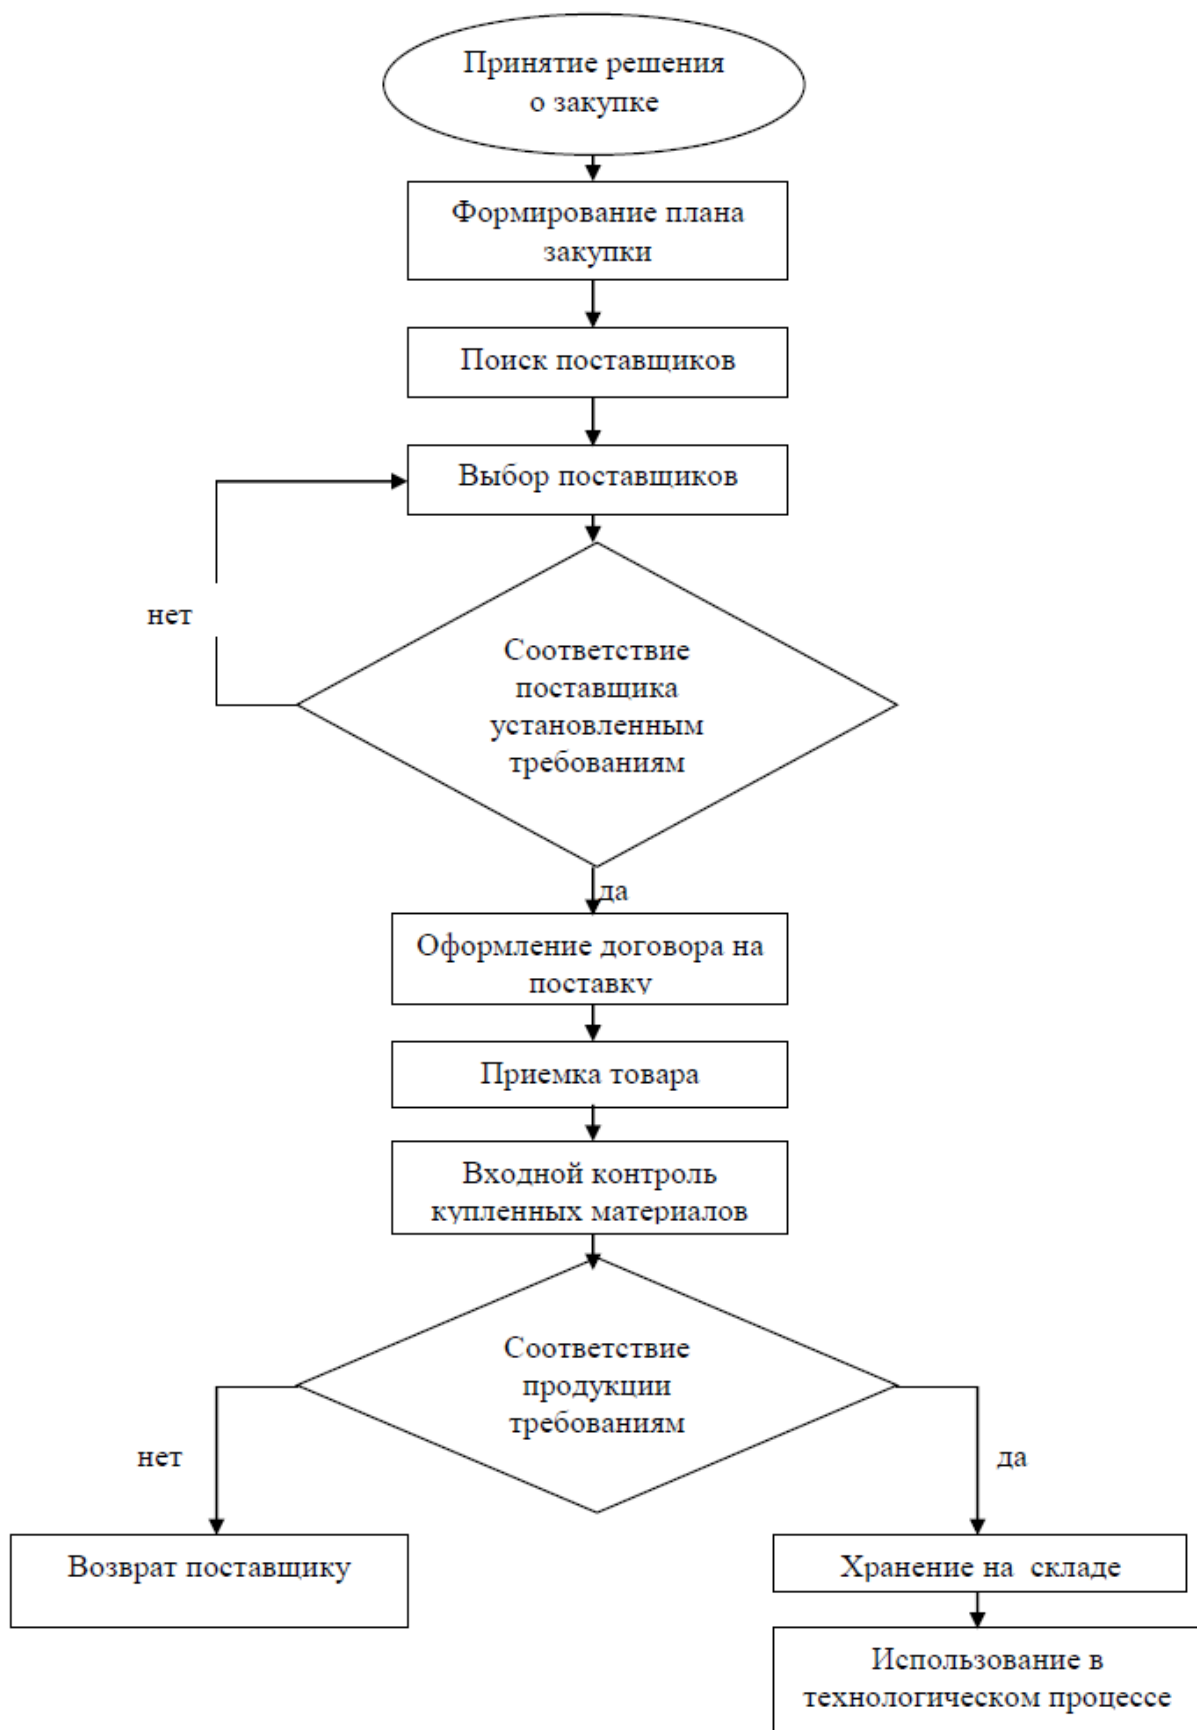 Принятие решения
о закупке
Формирование плана
закупки
Поиск поставщиков
Выбор поставщиков
нет
Соответствие
поставщика
установленным
требованиям
да
Оформление договора на
поставку
Приемка товара
Входной контроль
купленных материалов
Соответствие
продукции
требованиям
нет
да
Возврат поставщику
Хранение на складе
Использование в
технологическом процессе